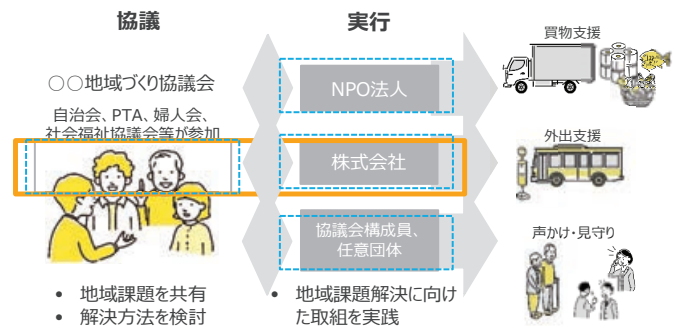 協議
実行
○○地域づくり協議会
自治会、PTA、婦人会、
社会福祉協議会等が参加
NPO法人
株式会社
協議会構成員、
任意団体
買物支援
外出支援
声かけ・見守り
• 地域課題を共有
• 解決方法を検討
• 地域課題解決に向け
た取組を実践